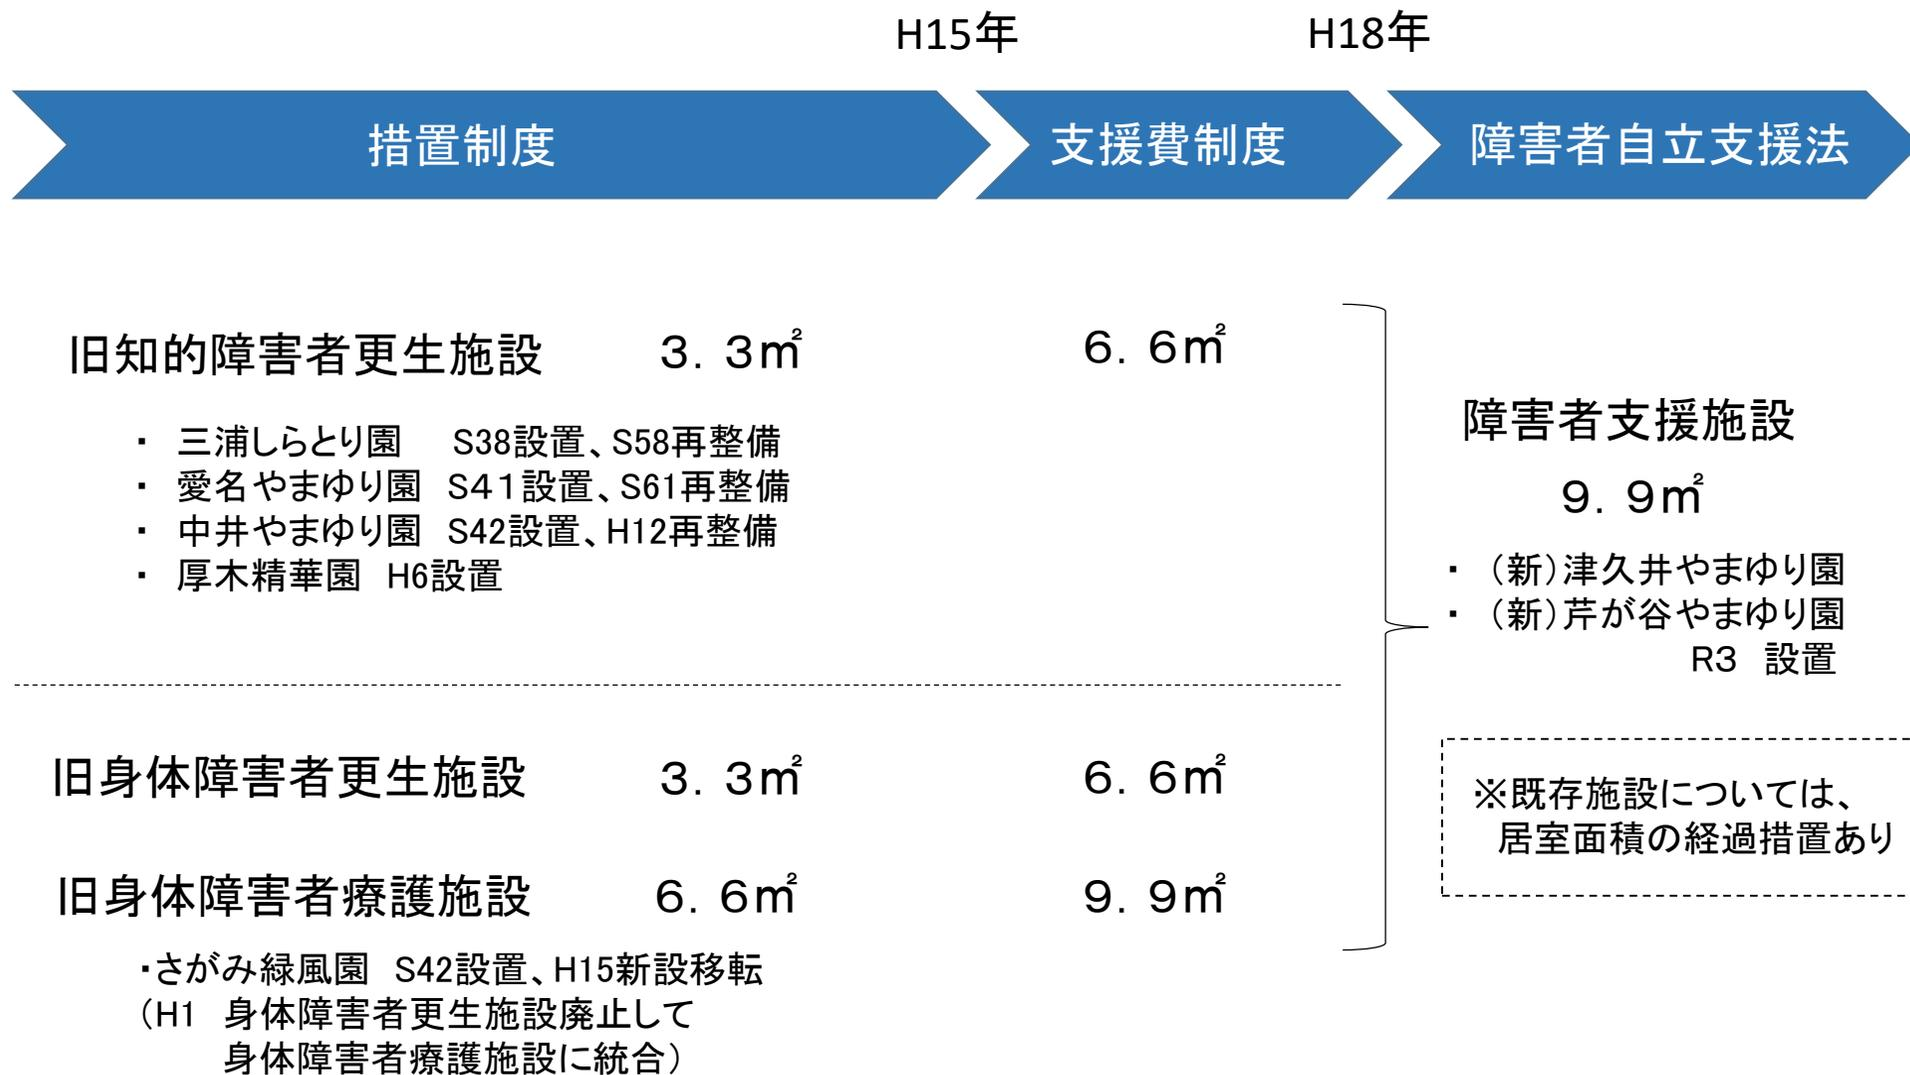 H15年
H18年
措置制度
支援費制度
障害者自立支援法
旧知的障害者更生施設 3．3㎡ 6．6㎡
・ 三浦しらとり園 S38設置、S58再整備
・ 愛名やまゆり園 S４１設置、S61再整備
・ 中井やまゆり園 S42設置、H12再整備
・ 厚木精華園 H6設置
旧身体障害者更生施設 3．3㎡ 6．6㎡
旧身体障害者療護施設 6．6㎡ 9．9㎡
・さがみ緑風園 S42設置、H15新設移転
（H1 身体障害者更生施設廃止して
身体障害者療護施設に統合）
障害者支援施設
9．9㎡
・ （新）津久井やまゆり園
・ （新）芹が谷やまゆり園
R３ 設置
※既存施設については、
居室面積の経過措置あり